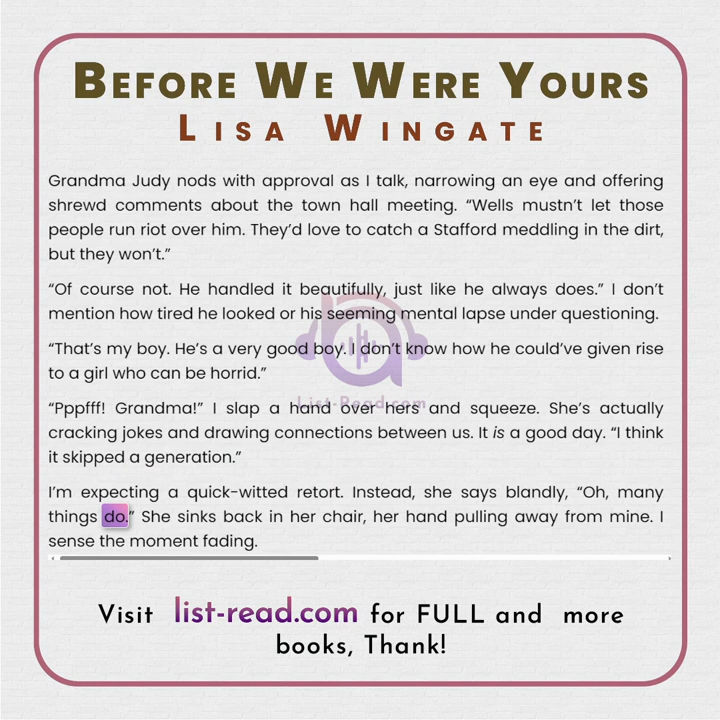 BEFORE WE WERE YOURS
LISA WINGATE
Grandma Judy nods with approval as I talk, narrowing an eye and offering
shrewd comments about the town hall meeting. “Wells mustn’t let those
people run riot over him. They’d love to catch a Stafford meddling in the dirt,
but they won’t.”
“Of course not. He handled it beautifully, just like he always does.” I don’t
mention how tired he looked or his seeming mental lapse under questioning.
“That’s my boy. He’s a very good boy. I don’t know how he could’ve given rise
to a girl who can be horrid.”
“Pppfff! Grandma!” I slap a hand over hers and squeeze. She’s actually
cracking jokes and drawing connections between us. It is a good day. “I think
it skipped a generation.”
I’m expecting a quick-witted retort. Instead, she says blandly, “Oh, many
things do.” She sinks back in her chair, her hand pulling away from mine. I
sense the moment fading.
List-Read.com
Visit list-read.com for FULL and more
books, Thank!